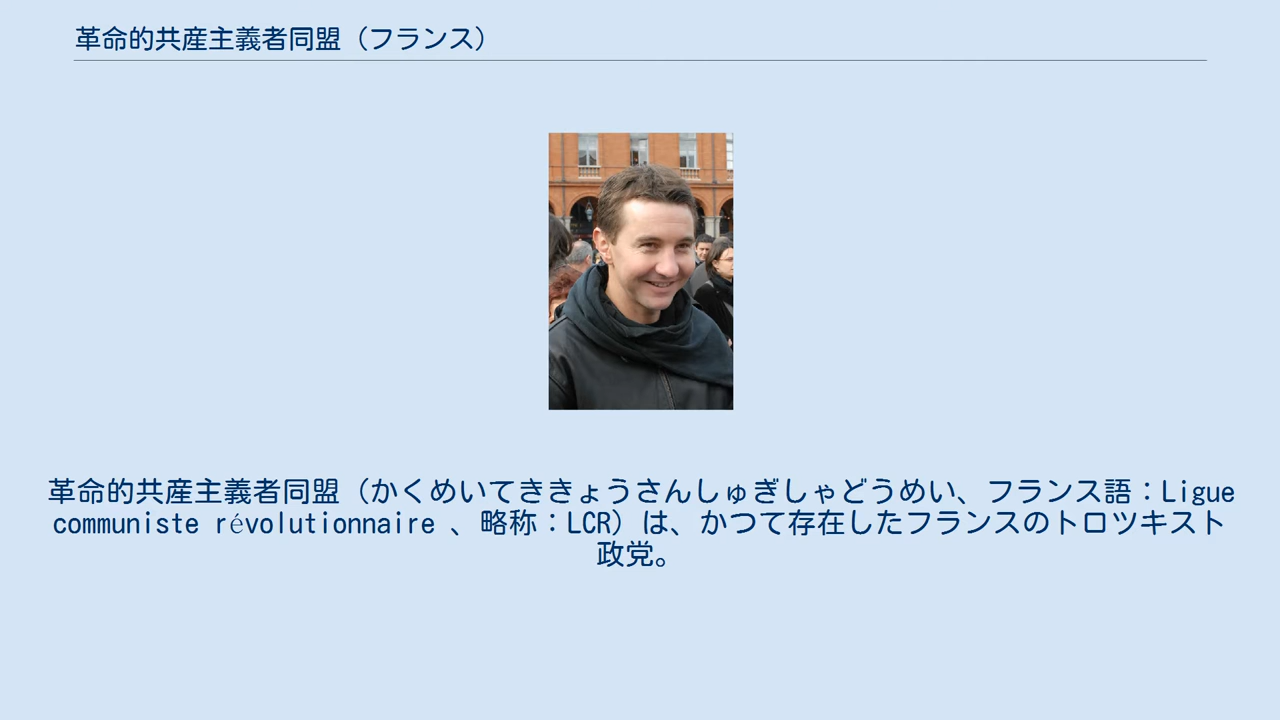 革命的共産主義者同盟（フランス）
革命的共産主義者同盟（かくめいてききょうさんしゅぎしゃどうめい、フランス語：Ligue
communiste révolutionnaire 、略称：LCR）は、かつて存在したフランスのトロツキスト
政党。